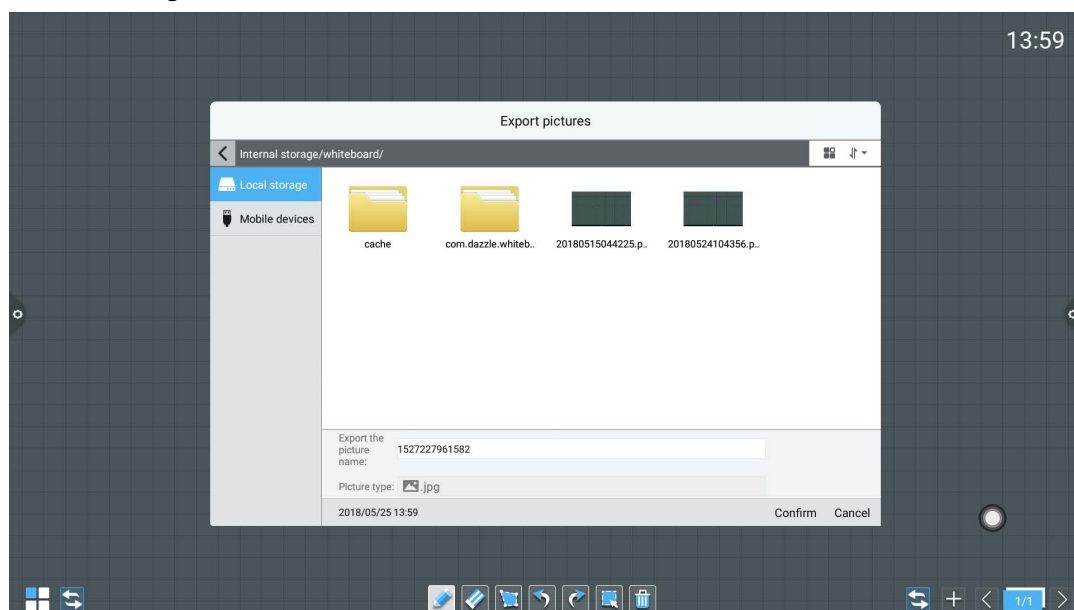 13:59
Export pictures
Internal storage/whiteboard/
Local storage
Mobile devices
cache
com.dazzle.whiteb..
20180515044225.p..
20180524104356.p..
Export the
picture
name:
1527227961582
Picture type:
.jpg
2018/05/25 13:59
Confirm
Cancel
1/1